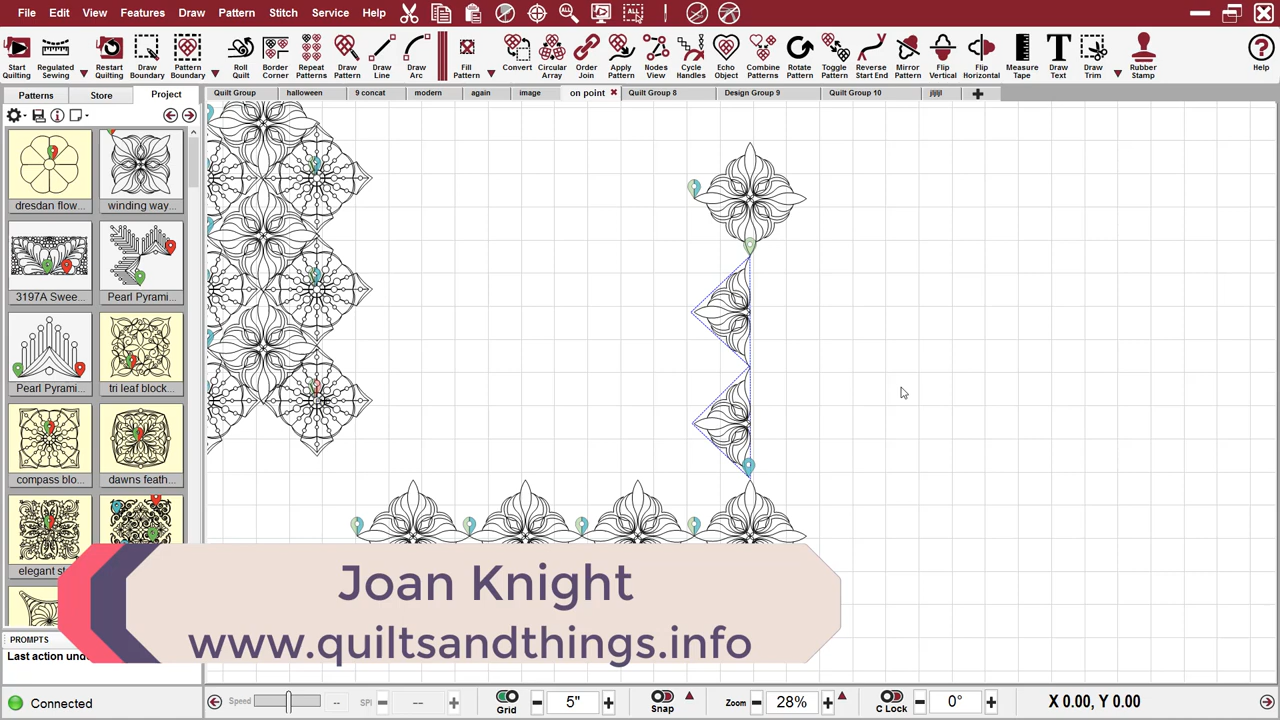 File Edit View Features Draw Pattern Stitch Service Help
Start Quilting Regulated Sewing Restart Quilting Draw Boundary Pattern Boundary Roll Quilt Border Corner Repeat Patterns Draw Pattern Draw Line Draw Arc Fill Pattern Convert Circular Array Order Join Apply Pattern Nodes View Cycle Handles Echo Object Combine Patterns Rotate Pattern Toggle Pattern Reverse Start End Mirror Pattern Flip Vertical Flip Horizontal Measure Tape Draw Text Draw Trim Rubber Stamp Help
Patterns Store Project
Quilt Group halloween 9 concat modern again image on point Quilt Group 8 Design Group 9 Quilt Group 10
dresdan flow... winding way...
3197A Swee... Pearl Pyrami...
Pearl Pyrami... tri leaf block...
compass blo... dawns feath...
elegant st
PROMPTS
Last action und
Joan Knight
www.quiltsandthings.info
Connected Speed -- SPI -- Grid 5" Snap Zoom 28% C Lock 0° X 0.00, Y 0.00